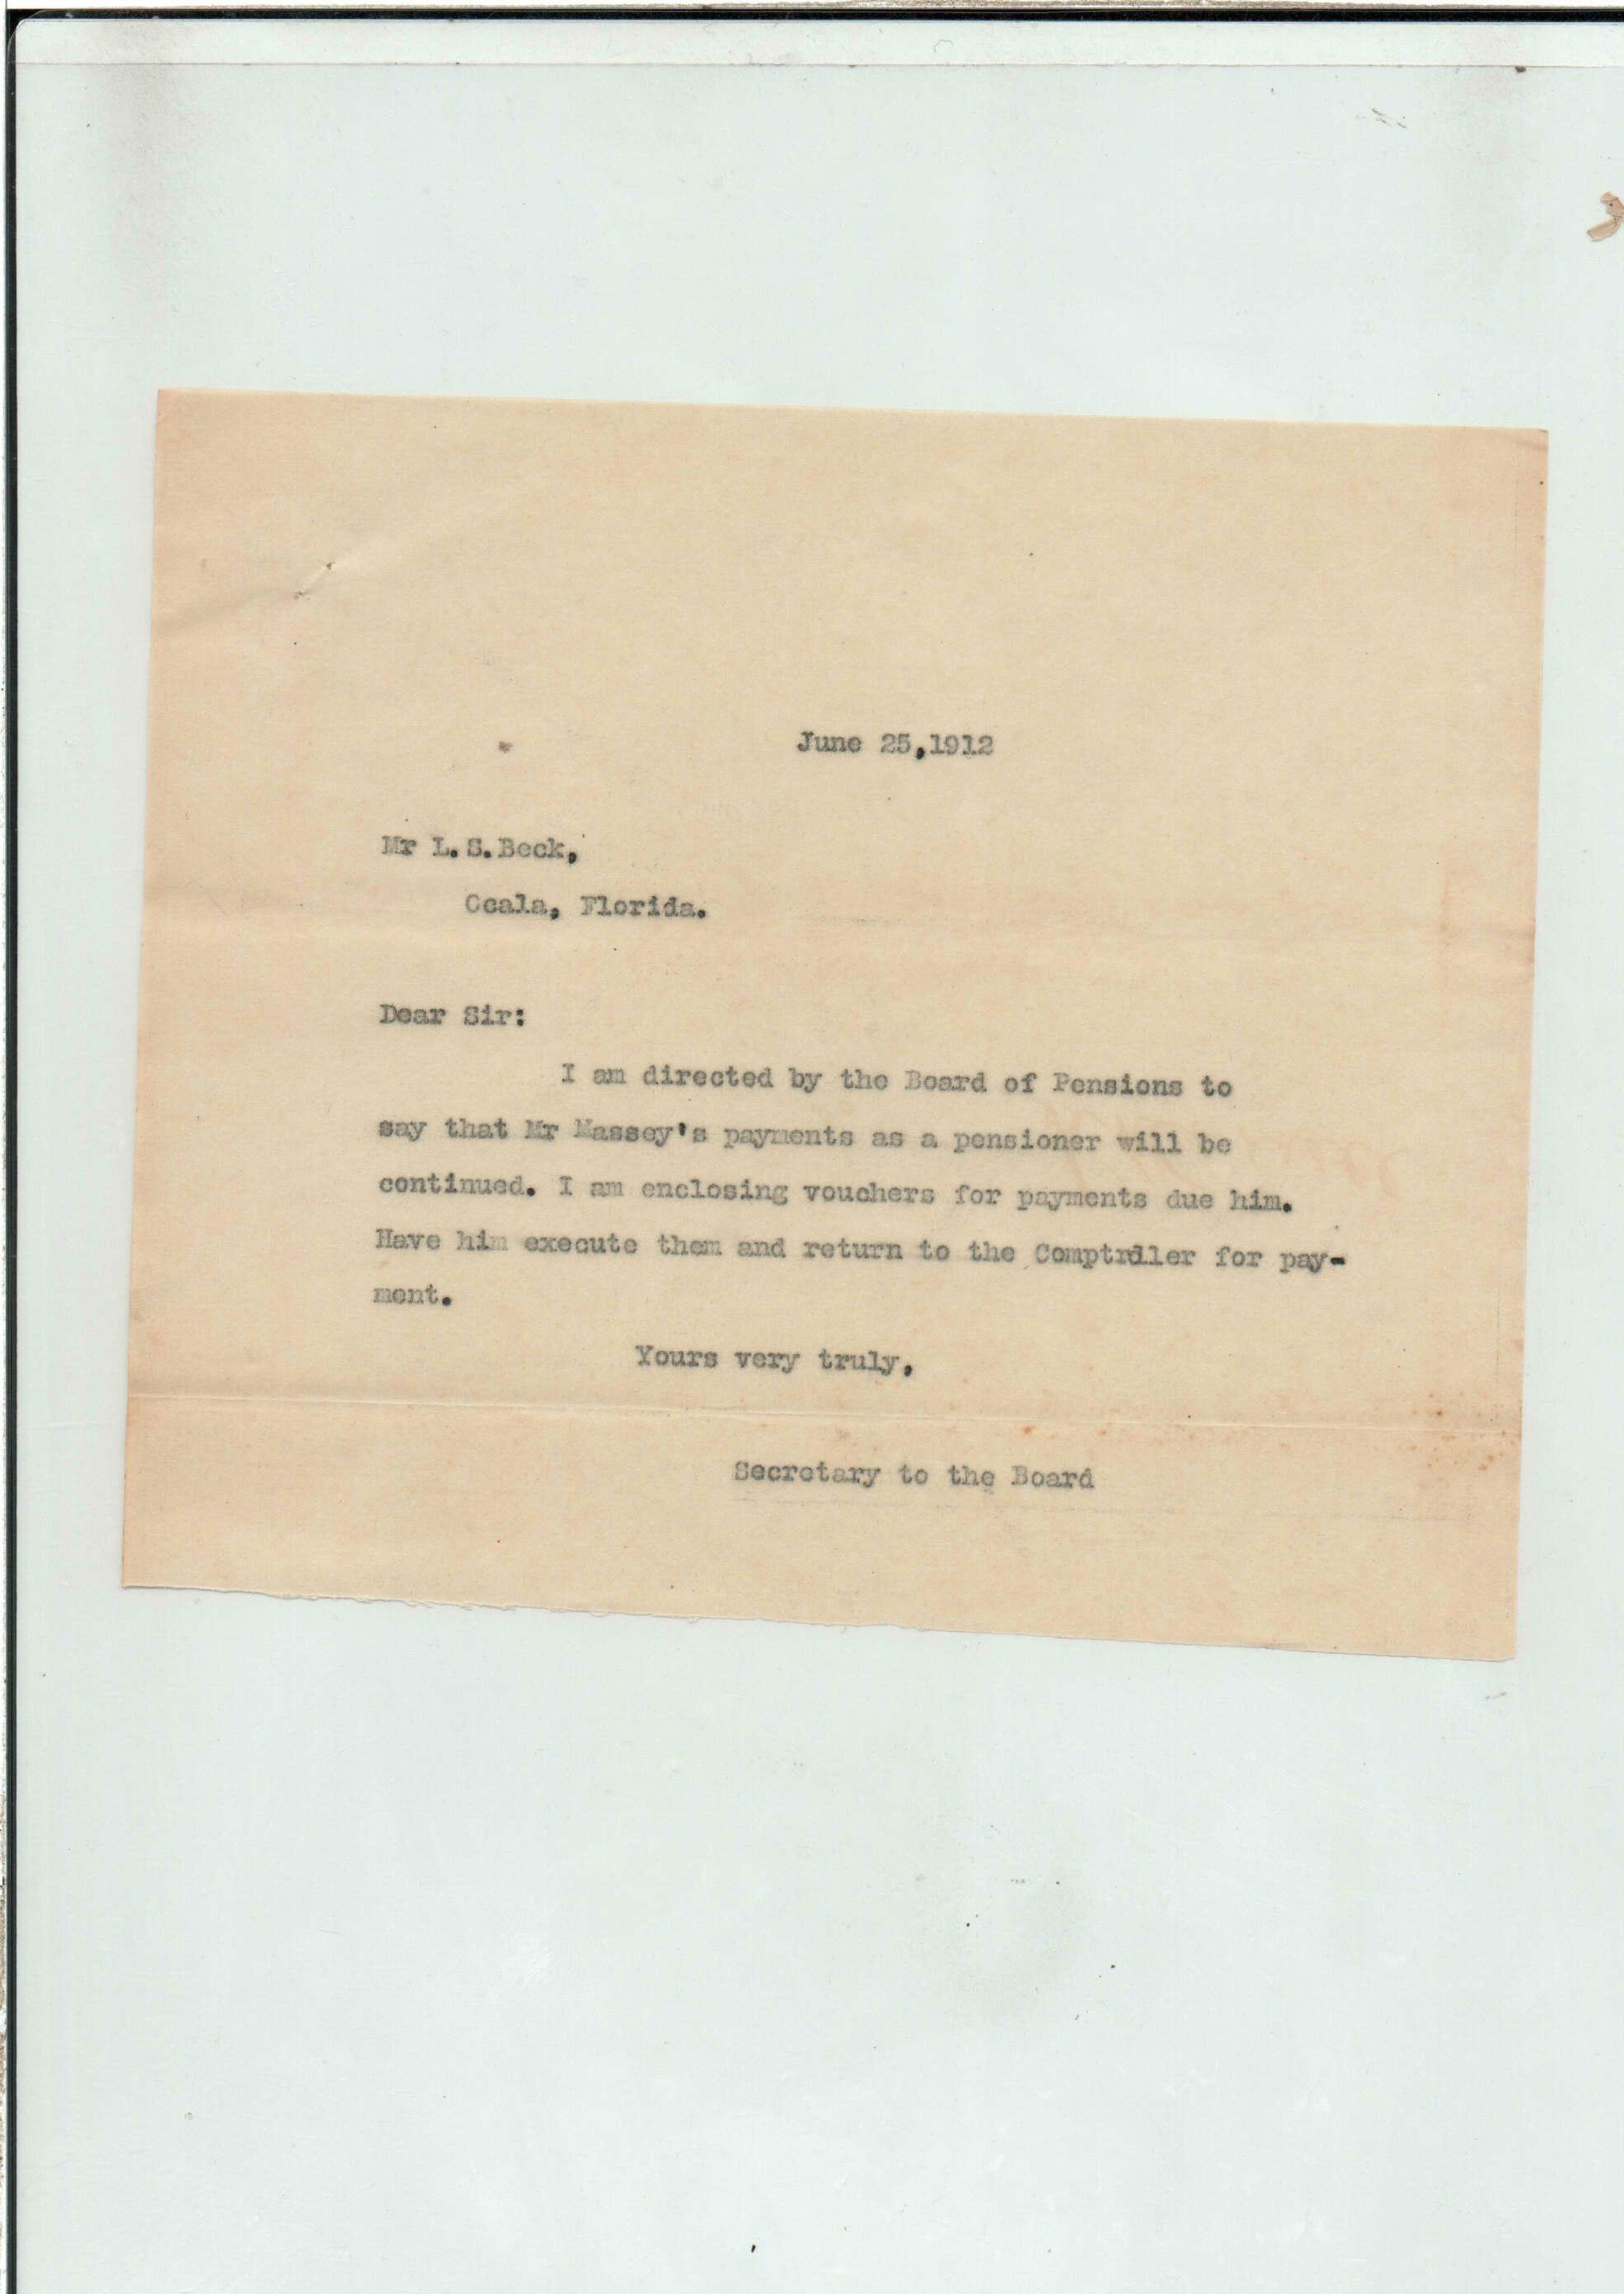 June 25,1912
Mr L.S.Beck,
Ocala, Florida.
Dear Sir:
I am directed by the Board of Pensions to
say that Mr Massey's payments as a pensioner will be
continued. I am enclosing vouchers for payments due him.
Have him execute them and return to the Comptroller for pay-
ment.
Yours very truly,
Secretary to the Board